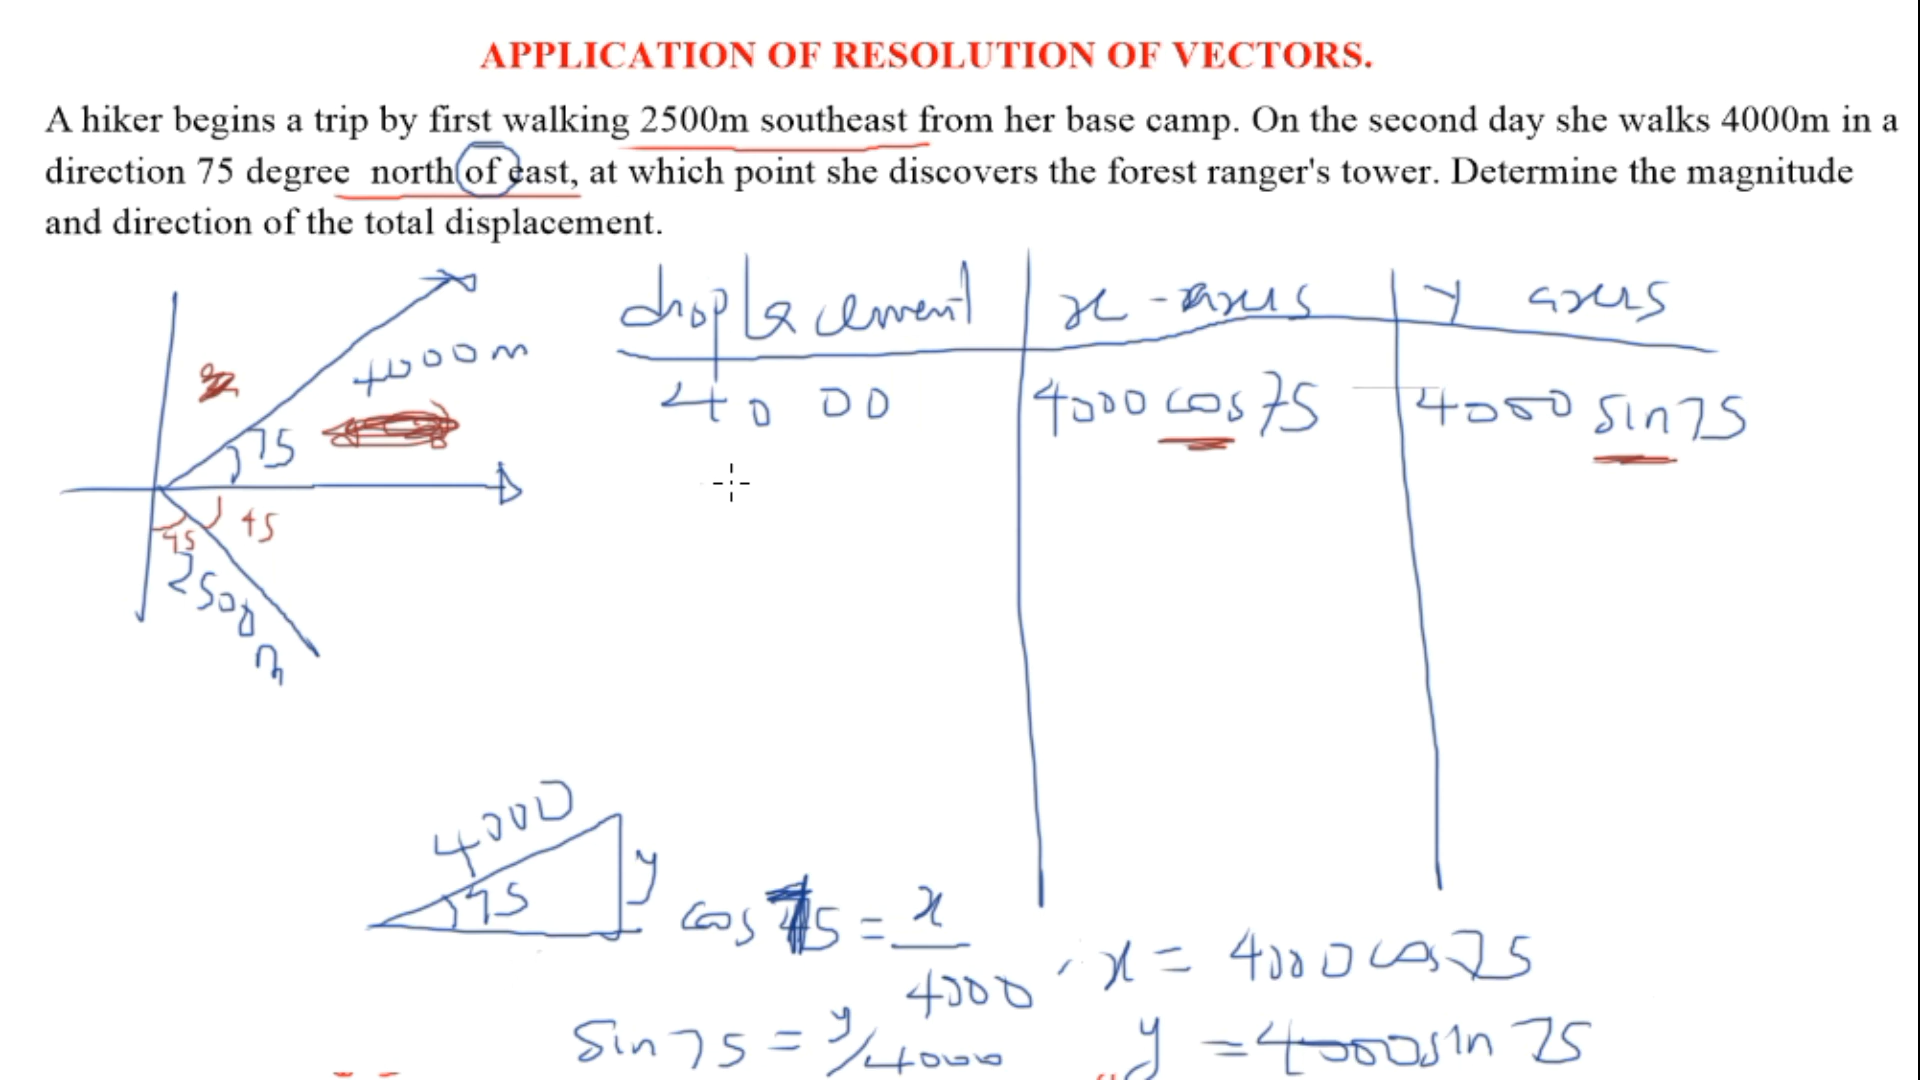 APPLICATION OF RESOLUTION OF VECTORS.
A hiker begins a trip by first walking 2500m southeast from her base camp. On the second day she walks 4000m in a
direction 75 degree north of east, at which point she discovers the forest ranger's tower. Determine the magnitude
and direction of the total displacement.
displacement x-axis y axis
4000 4000 cos 75 4000 sin 75
4000m
75
45
45
2500m
4000
75
y
cos 75 = x/4000
x = 4000 cos 75
sin 75 = y/4000
y = 4000 sin 75